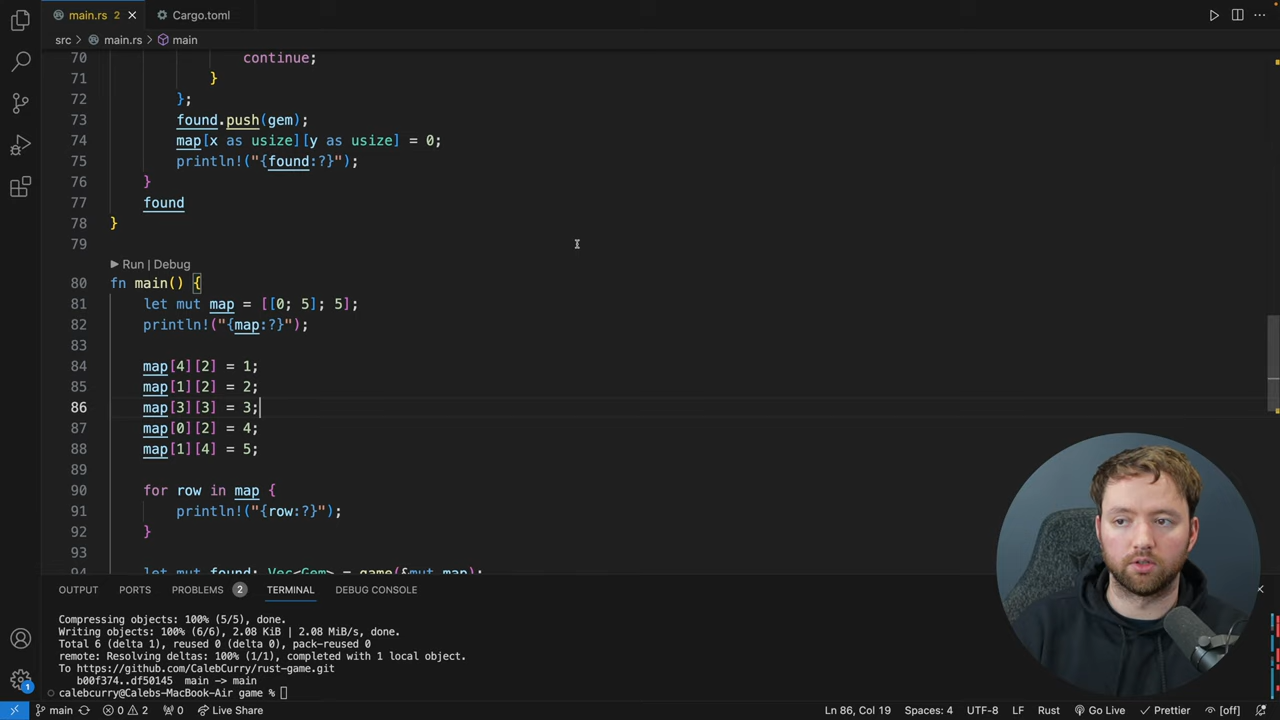 main.rs 2
Cargo.toml
src > main.rs > main
70 continue;
71 }
72 };
73 found.push(gem);
74 map[x as usize][y as usize] = 0;
75 println!("{found:?}");
76 }
77 found
78 }
79
Run | Debug
80 fn main() {
81 let mut map = [[0; 5]; 5];
82 println!("{map:?}");
83
84 map[4][2] = 1;
85 map[1][2] = 2;
86 map[3][3] = 3;
87 map[0][2] = 4;
88 map[1][4] = 5;
89
90 for row in map {
91 println!("{row:?}");
92 }
93
94 let mut found: Vec<Gem> = game(&mut map);
OUTPUT PORTS PROBLEMS 2 TERMINAL DEBUG CONSOLE
Compressing objects: 100% (5/5), done.
Writing objects: 100% (6/6), 2.08 KiB | 2.08 MiB/s, done.
Total 6 (delta 1), reused 0 (delta 0), pack-reused 0
remote: Resolving deltas: 100% (1/1), completed with 1 local object.
To https://github.com/CalebCurry/rust-game.git
b00f374..df50145 main -> main
calebcurry@Calebs-MacBook-Air game %
1
main 0 2 0 Live Share Ln 86, Col 19 Spaces: 4 UTF-8 LF Rust Go Live Prettier [off]